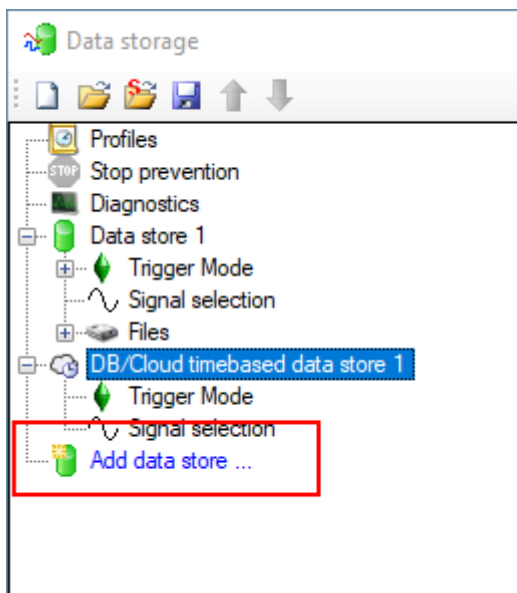 Data storage
Profiles
STOP Stop prevention
Diagnostics
Data store 1
Trigger Mode
Signal selection
Files
DB/Cloud timebased data store 1
Trigger Mode
Signal selection
Add data store ...